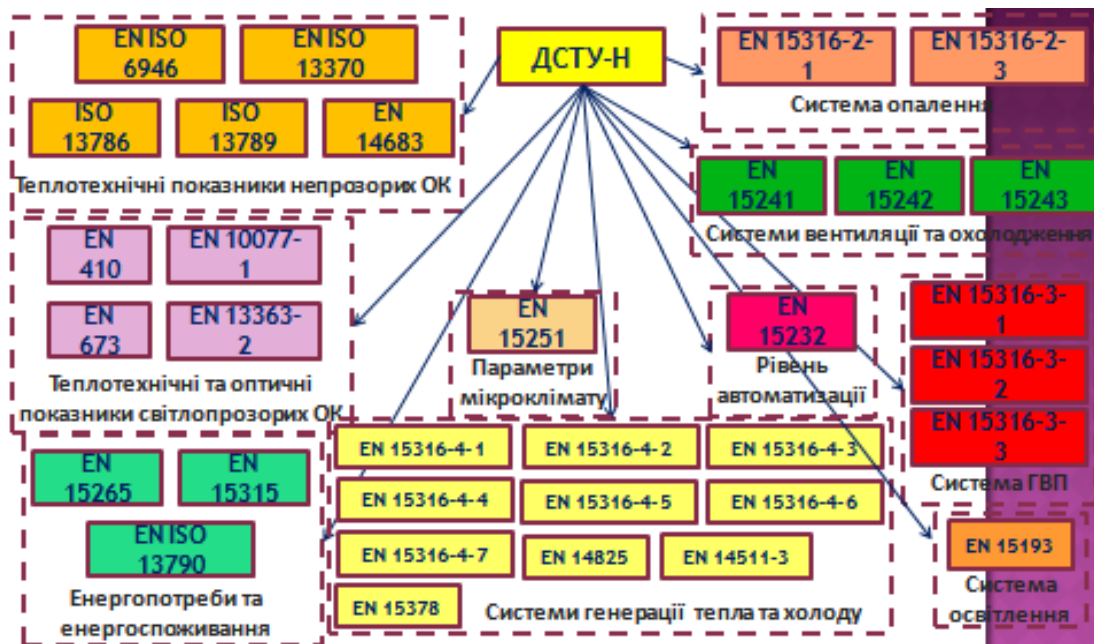 EN ISO
6946
EN ISO
13370
ISO
13786
ISO
13789
EN
14683
Теплотехнічні показники непрозорих ОК
ДСТУ-Н
EN 15316-2-
1
EN 15316-2-
3
Система опалення
EN
15241
EN
15242
EN
15243
Системи вентиляції та охолодження
EN
410
EN 10077-
1
EN
673
EN 13363-
2
Теплотехнічні та оптичні
показники світлопрозорих ОК
EN
15251
Параметри
мікроклімату
EN
15232
Рівень
автоматизації
EN 15316-3-
1
EN 15316-3-
2
EN 15316-3-
3
Система ГВП
EN
15265
EN
15315
EN ISO
13790
Енергопотреби та
енергоспоживання
EN 15316-4-1
EN 15316-4-2
EN 15316-4-3
EN 15316-4-4
EN 15316-4-5
EN 15316-4-6
EN 15316-4-7
EN 14825
EN 14511-3
EN 15378
Системи генерації тепла та холоду
EN 15193
Система
освітлення